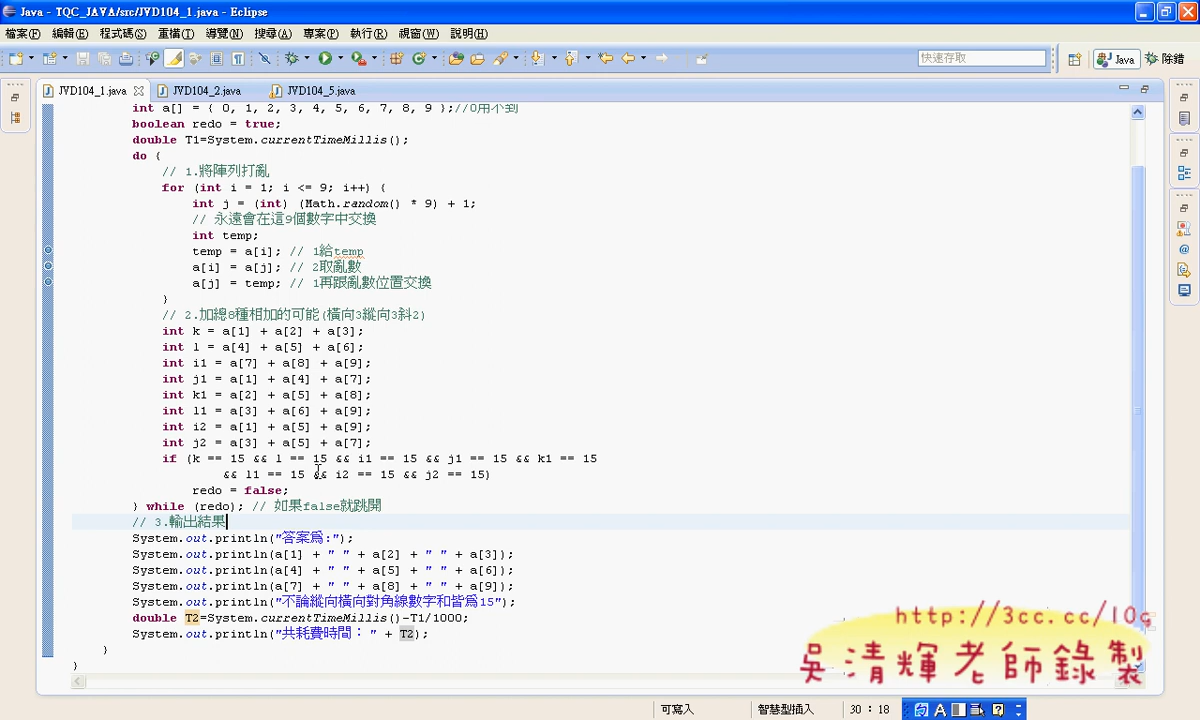 Java - TQC_JAVA/src/JVD104_1.java - Eclipse
檔案(F) 編輯(E) 程式碼(S) 重構(T) 導覽(N) 搜尋(A) 專案(P) 執行(R) 視窗(W) 說明(H)
快速存取 Java 除錯
JVD104_1.java JVD104_2.java JVD104_5.java
int a[] = { 0, 1, 2, 3, 4, 5, 6, 7, 8, 9 };//0用不到
boolean redo = true;
double T1=System.currentTimeMillis();
do {
// 1.將陣列打亂
for (int i = 1; i <= 9; i++) {
int j = (int) (Math.random() * 9) + 1;
// 永遠會在這9個數字中交換
int temp;
temp = a[i]; // 1給temp
a[i] = a[j]; // 2取亂數
a[j] = temp; // 1再跟亂數位置交換
}
// 2.加總8種相加的可能(橫向3縱向3斜2)
int k = a[1] + a[2] + a[3];
int l = a[4] + a[5] + a[6];
int i1 = a[7] + a[8] + a[9];
int j1 = a[1] + a[4] + a[7];
int k1 = a[2] + a[5] + a[8];
int l1 = a[3] + a[6] + a[9];
int i2 = a[1] + a[5] + a[9];
int j2 = a[3] + a[5] + a[7];
if (k == 15 && l == 15 && i1 == 15 && j1 == 15 && k1 == 15
&& l1 == 15 && i2 == 15 && j2 == 15)
redo = false;
} while (redo); // 如果false就跳開
// 3.輸出結果
System.out.println("答案為:");
System.out.println(a[1] + " " + a[2] + " " + a[3]);
System.out.println(a[4] + " " + a[5] + " " + a[6]);
System.out.println(a[7] + " " + a[8] + " " + a[9]);
System.out.println("不論縱向橫向對角線數字和皆為15");
double T2=System.currentTimeMillis()-T1/1000;
System.out.println("共耗費時間：" + T2);
}
}
http://3cc.cc/10g
吳清輝老師錄製
可寫入 智慧型插入 30 : 18